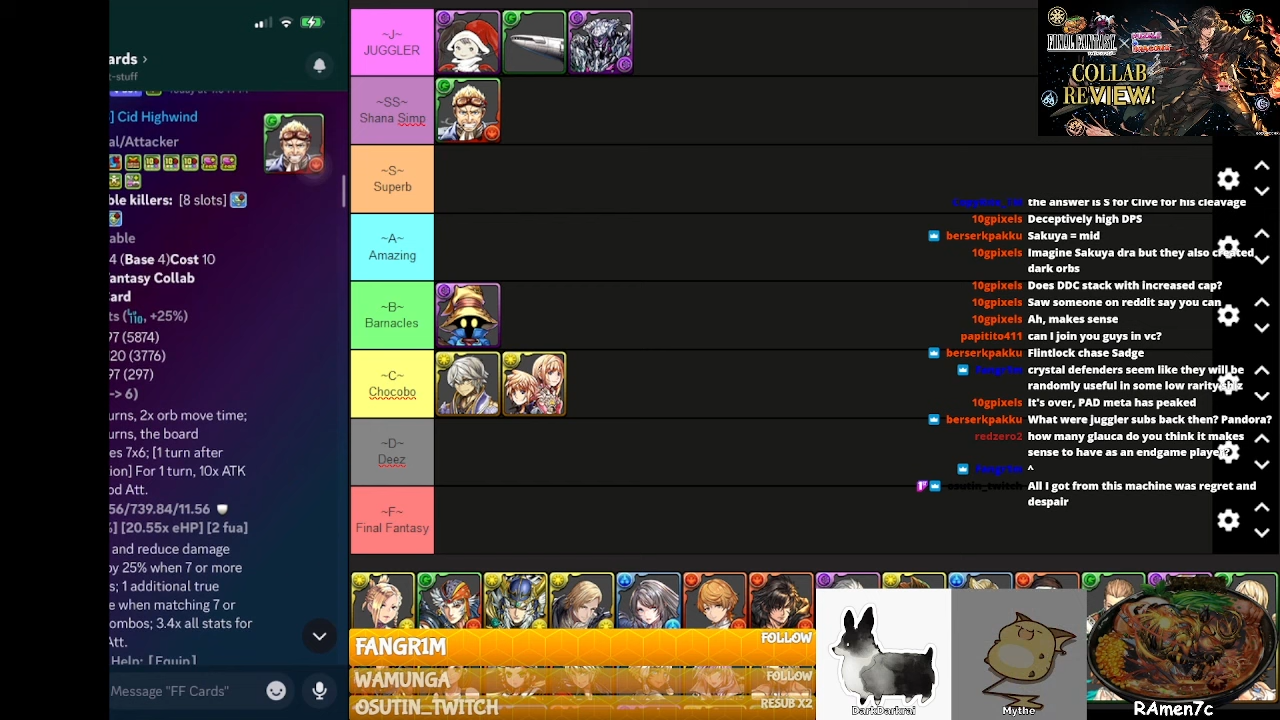 ards ›
-stuff
] Cid Highwind
al/Attacker
ble killers: [8 slots]
able
4 (Base 4)Cost 10
antasy Collab
ard
ts ( 110, +25%)
97 (5874)
120 (3776)
97 (297)
-> 6)
urns, 2x orb move time;
urns, the board
es 7x6; [1 turn after
ion] For 1 turn, 10x ATK
od Att.
56/739.84/11.56
%] [20.55x eHP] [2 fua]
and reduce damage
by 25% when 7 or more
s; 1 additional true
e when matching 7 or
ombos; 3.4x all stats for
Att.
Help: [Equip]
Message "FF Cards"
~J~
JUGGLER
~SS~
Shana Simp
~S~
Superb
~A~
Amazing
~B~
Barnacles
~C~
Chocobo
~D~
Deez
~F~
Final Fantasy
FINAL FANTASY
COLLAB
REVIEW!
the answer is S for Clive for his cleavage
10gpixels Deceptively high DPS
berserkpakku Sakuya = mid
10gpixels Imagine Sakuya dra but they also created
dark orbs
10gpixels Does DDC stack with increased cap?
10gpixels Saw someone on reddit say you can
10gpixels Ah, makes sense
papitito411 can I join you guys in vc?
berserkpakku Flintlock chase Sadge
Fangr1m crystal defenders seem like they will be
randomly useful in some low rarity shiz
10gpixels It's over, PAD meta has peaked
berserkpakku What were juggler subs back then? Pandora?
redzero2 how many glauca do you think it makes
sense to have as an endgame player?
Fangr1m ^
osutin_twitch All I got from this machine was regret and
despair
FANGR1M FOLLOW
WAMUNGA FOLLOW
OSUTIN_TWITCH RESUB X2
DarkDarkrai
Mythe
RAmen7c